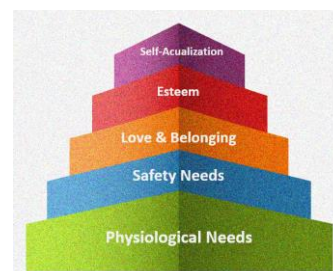 Self-Acualization
Esteem
Love & Belonging
Safety Needs
Physiological Needs